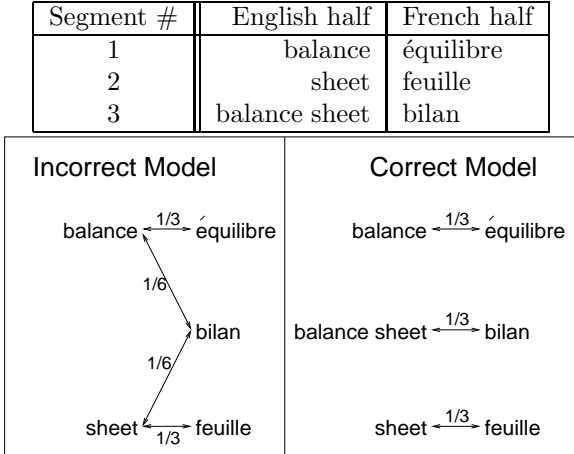 Segment # English half French half
1 balance équilibre
2 sheet feuille
3 balance sheet bilan
Incorrect Model Correct Model
1/3 1/3
balance équilibre balance équilibre
1/6
1/3
bilan balance sheet bilan
1/6
1/3
sheet feuille sheet feuille
1/3